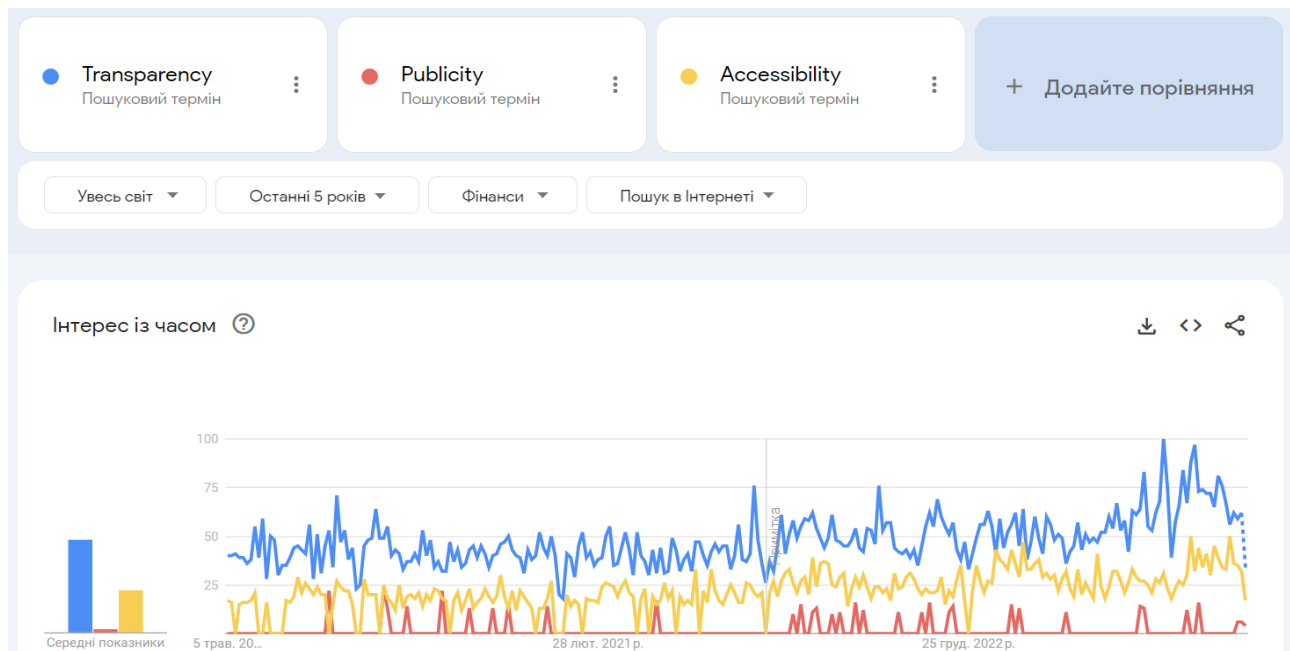 Transparency
Пошуковий термін
Publicity
Пошуковий термін
Accessibility
Пошуковий термін
+ Додайте порівняння
Увесь світ
Останні 5 років
Фінанси
Пошук в Інтернеті
Інтерес із часом
100
75
50
25
Примітка
Середні показники
5 трав. 20...
28 лют. 2021 р.
25 груд. 2022 р.